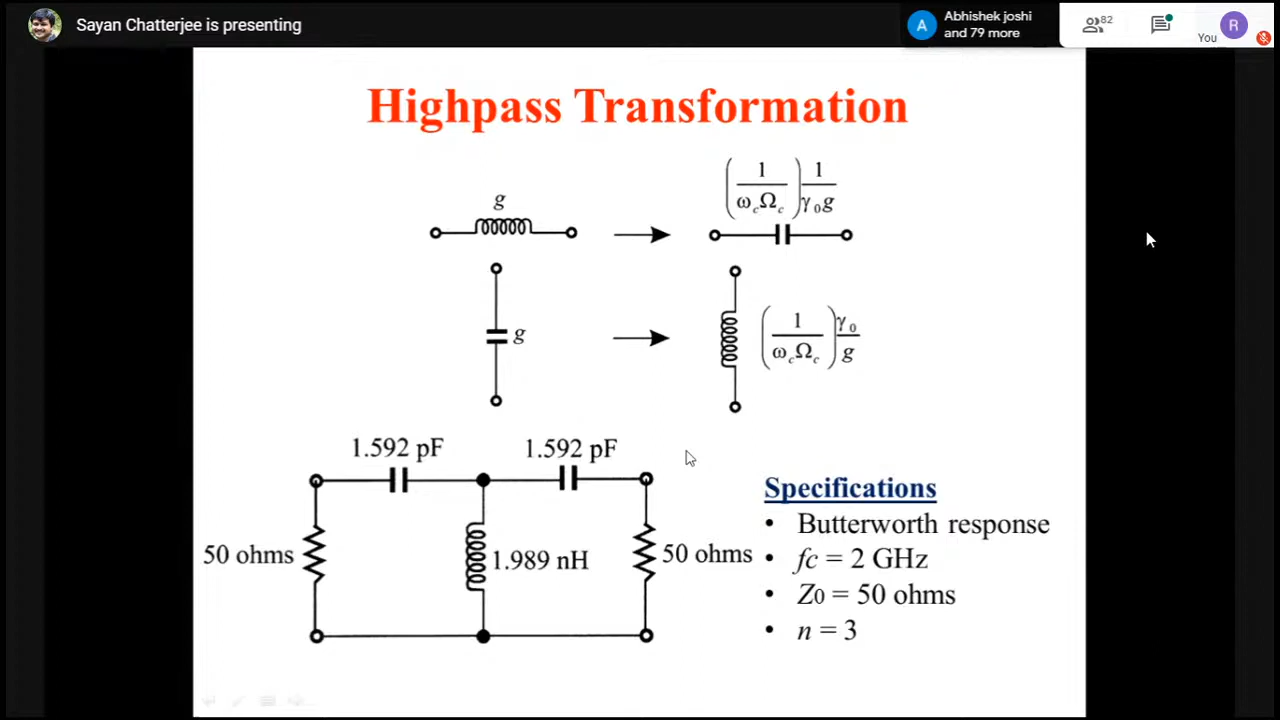 Sayan Chatterjee is presenting
A
Abhishek joshi
and 79 more
82
You
R
Highpass Transformation
g
(1/ω_cΩ_c) 1/γ₀g
g
(1/ω_cΩ_c) γ₀/g
1.592 pF
1.592 pF
50 ohms
1.989 nH
50 ohms
Specifications
• Butterworth response
• fc = 2 GHz
• Z0 = 50 ohms
• n = 3